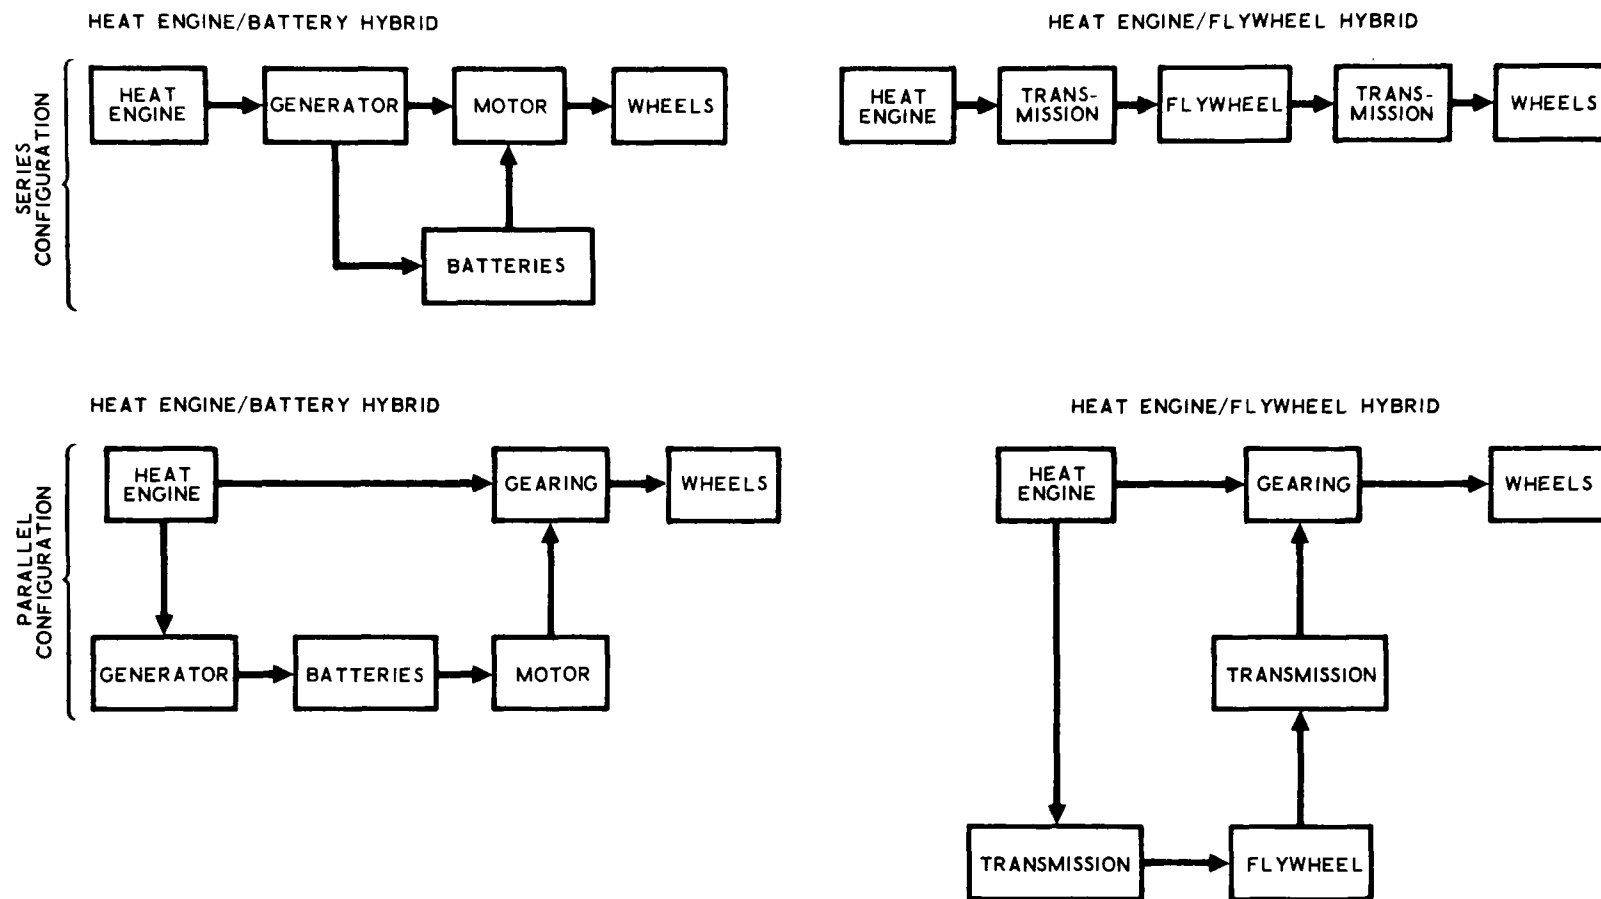 HEAT ENGINE/BATTERY HYBRID
SERIES
CONFIGURATION
HEAT
ENGINE
GENERATOR
MOTOR
WHEELS
BATTERIES
HEAT ENGINE/FLYWHEEL HYBRID
HEAT
ENGINE
TRANS-
MISSION
FLYWHEEL
TRANS-
MISSION
WHEELS
HEAT ENGINE/BATTERY HYBRID
PARALLEL
CONFIGURATION
HEAT
ENGINE
GEARING
WHEELS
GENERATOR
BATTERIES
MOTOR
HEAT ENGINE/FLYWHEEL HYBRID
HEAT
ENGINE
GEARING
WHEELS
TRANSMISSION
TRANSMISSION
FLYWHEEL